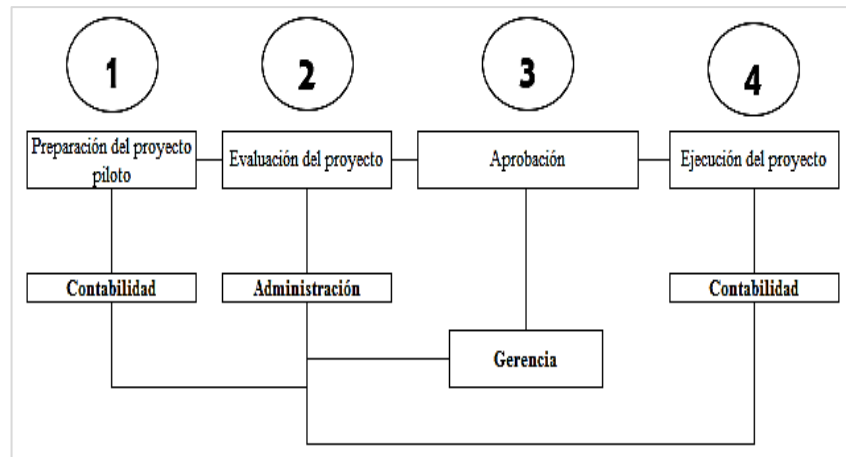 1
2
3
4
Preparación del proyecto
piloto
Evaluación del proyecto
Aprobación
Ejecución del proyecto
Contabilidad
Administración
Contabilidad
Gerencia